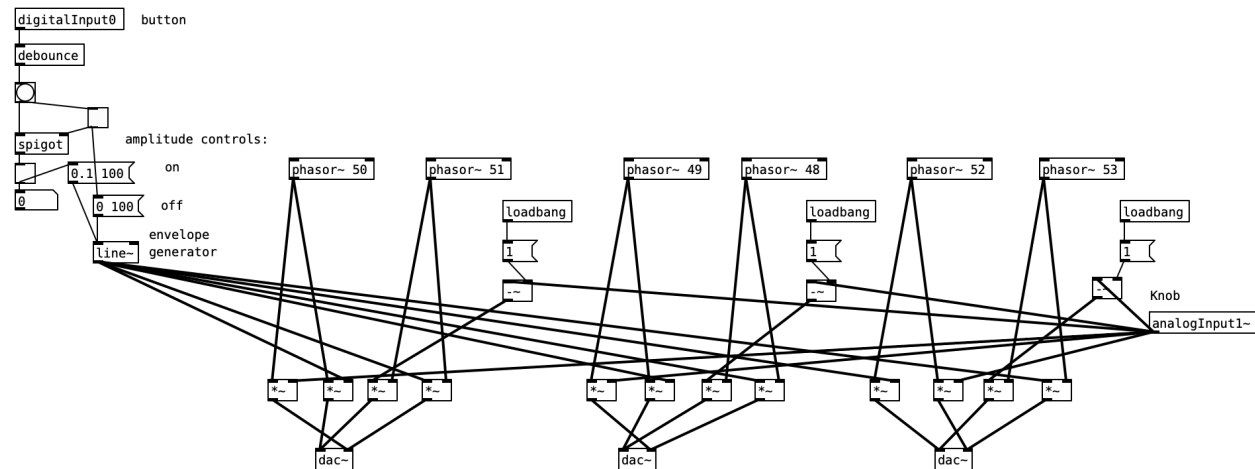 digitalInput0 button
debounce
spigot
amplitude controls:
0.1 100 on
0
0 100 off
envelope
generator
line~
phasor~ 50
phasor~ 51
phasor~ 49
phasor~ 48
phasor~ 52
phasor~ 53
loadbang
loadbang
loadbang
1
1
1
-~
-~
-~
Knob
analogInput1~
*~
*~
*~
*~
*~
*~
*~
*~
*~
*~
*~
*~
dac~
dac~
dac~